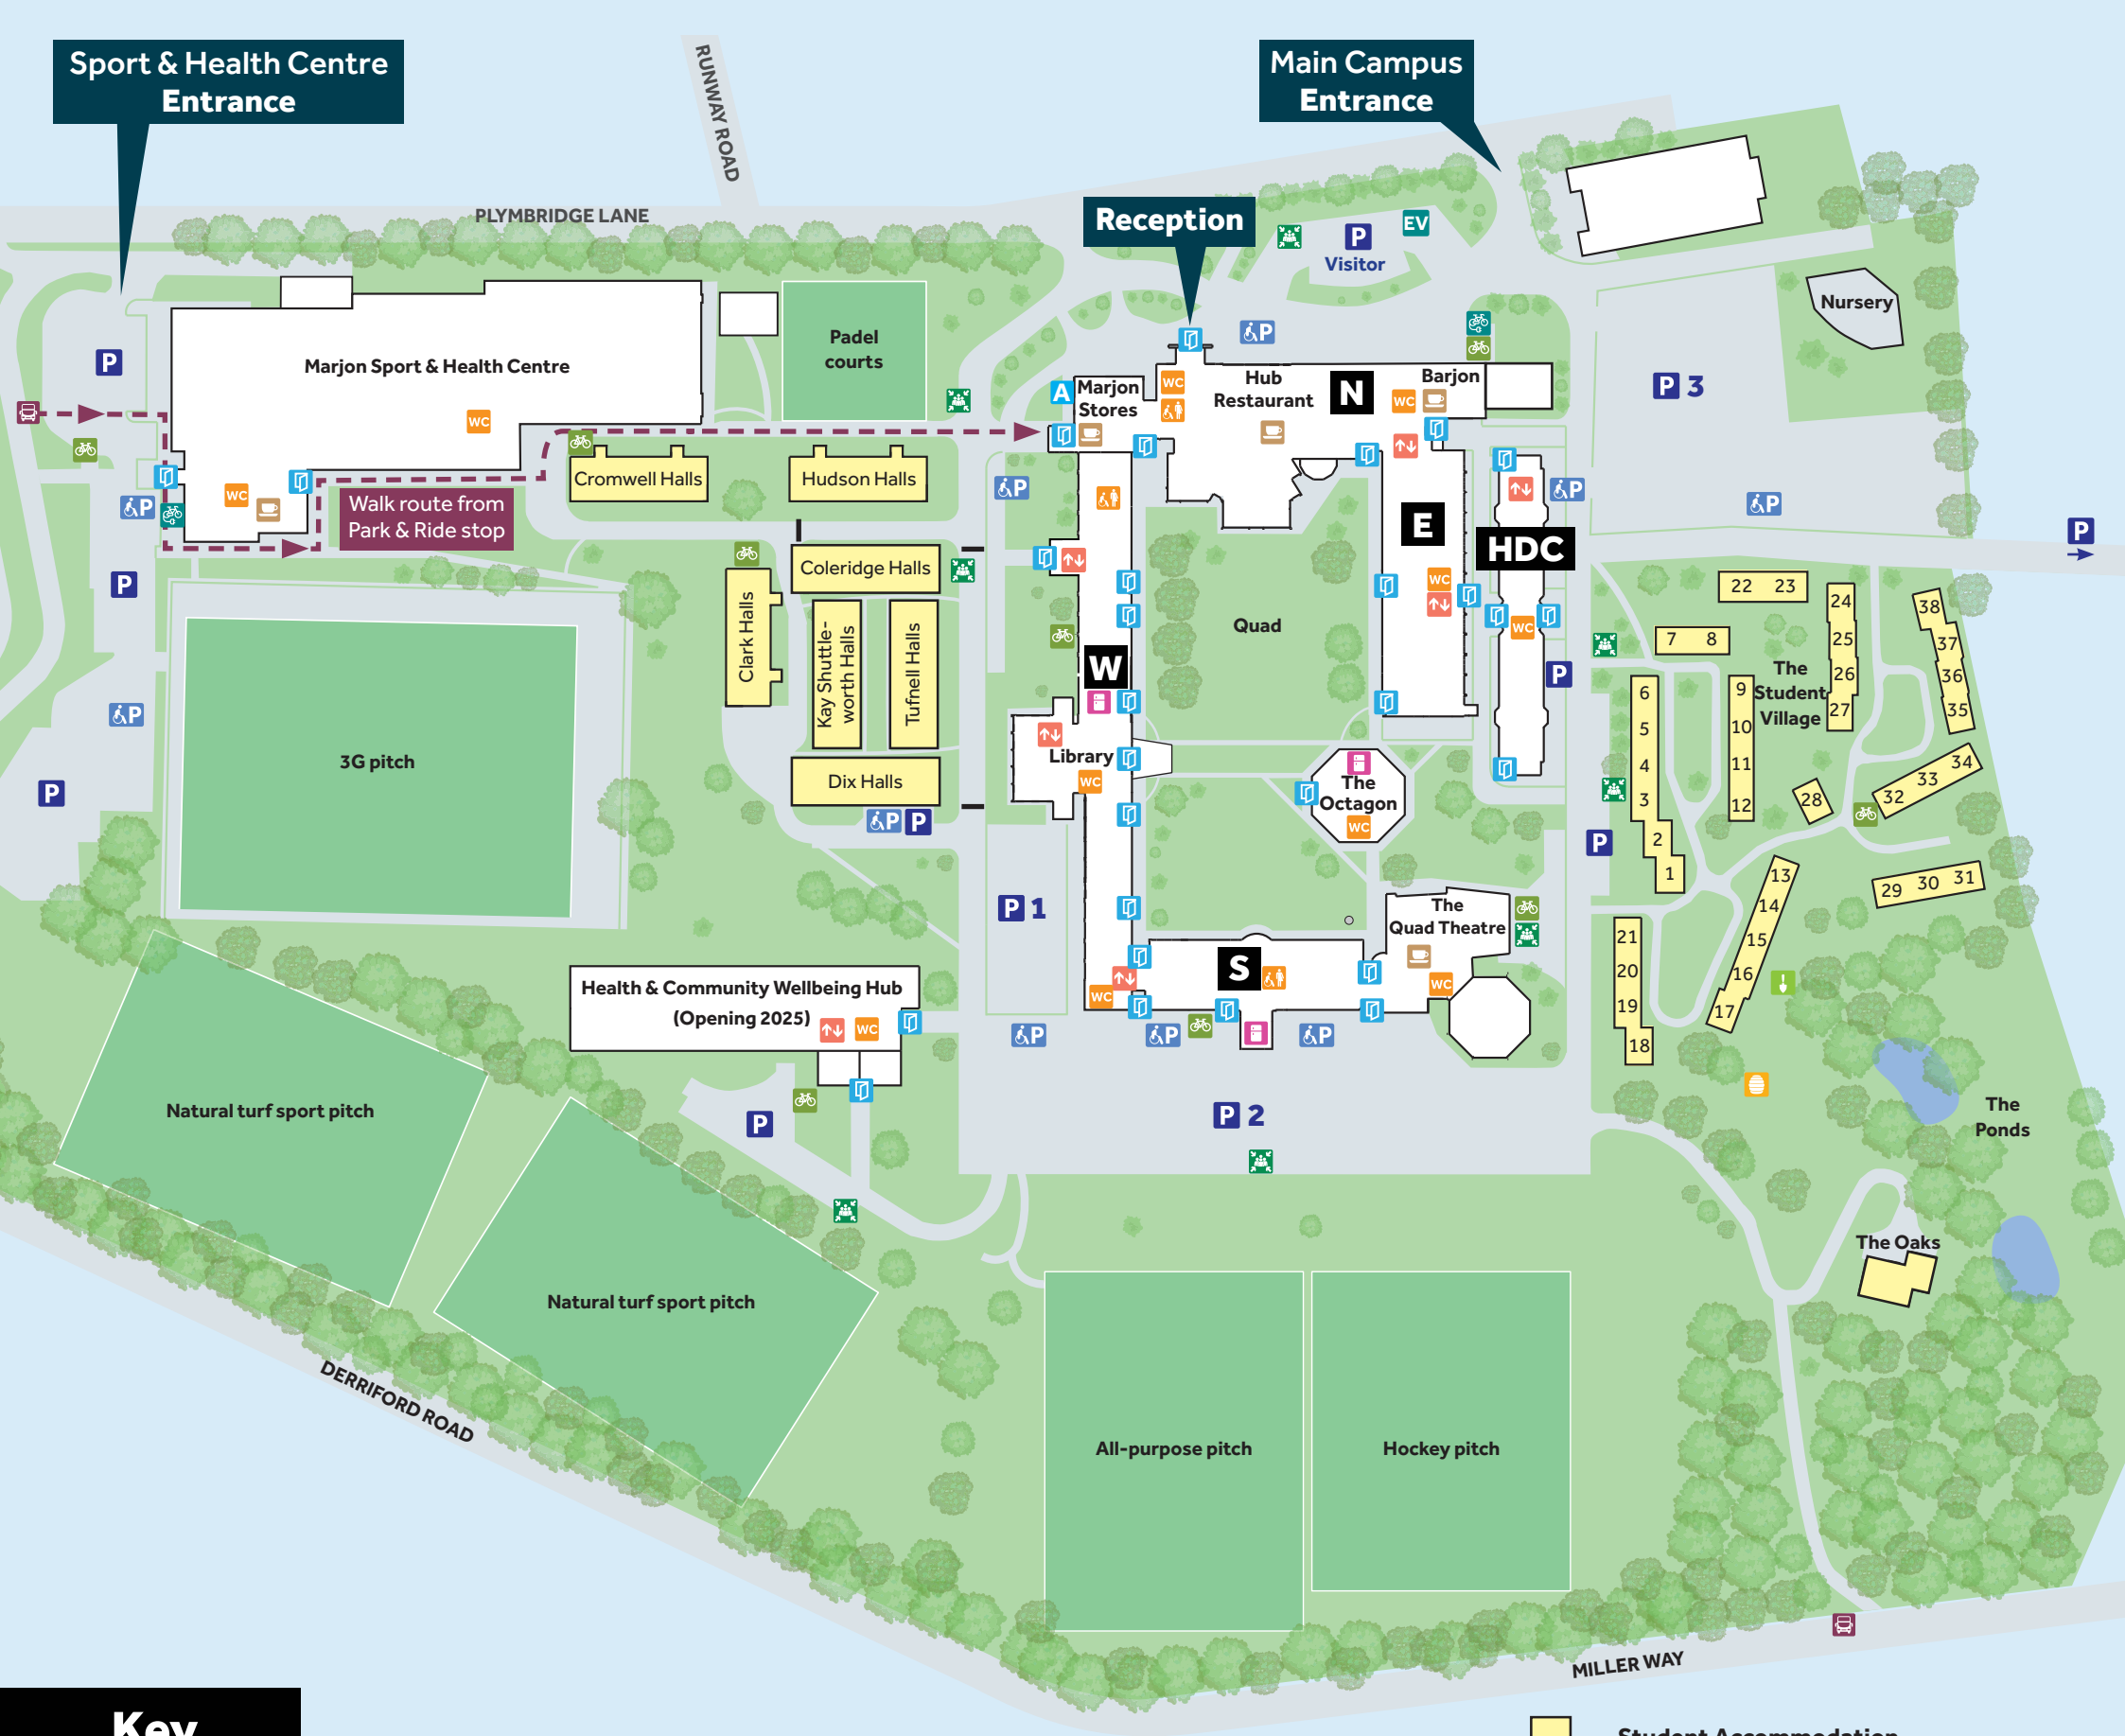 Sport & Health Centre
Entrance
RUNWAY ROAD
Main Campus
Entrance
PLYMBRIDGE LANE
Reception
EV
P
Visitor
Nursery
P
Marjon Sport & Health Centre
WC
Padel
courts
P
A
Marjon
Stores
WC
Hub
Restaurant
N
Barjon
WC
P 3
P
WC
P
Walk route from
Park & Ride stop
Cromwell Halls
Hudson Halls
P
E
HDC
P
P
P
P
Coleridge Halls
Clark Halls
Kay Shuttle-
worth Halls
Tufnell Halls
Dix Halls
P
P
W
Quad
WC
WC
P
22 23
24
25
26
27
38
37
36
35
7 8
The
Student
Village
6
5
4
3
2
1
9
10
11
12
28
32 33 34
P
P
3G pitch
Library
WC
The
Octagon
WC
P
P 1
29 30 31
13
14
15
16
17
21
20
19
18
The
Quad Theatre
WC
S
WC
P
P
P
Health & Community Wellbeing Hub
(Opening 2025)
WC
P
P 2
Natural turf sport pitch
The
Ponds
The Oaks
Natural turf sport pitch
DERRIFORD ROAD
All-purpose pitch
Hockey pitch
MILLER WAY
Key
Student Accommodation